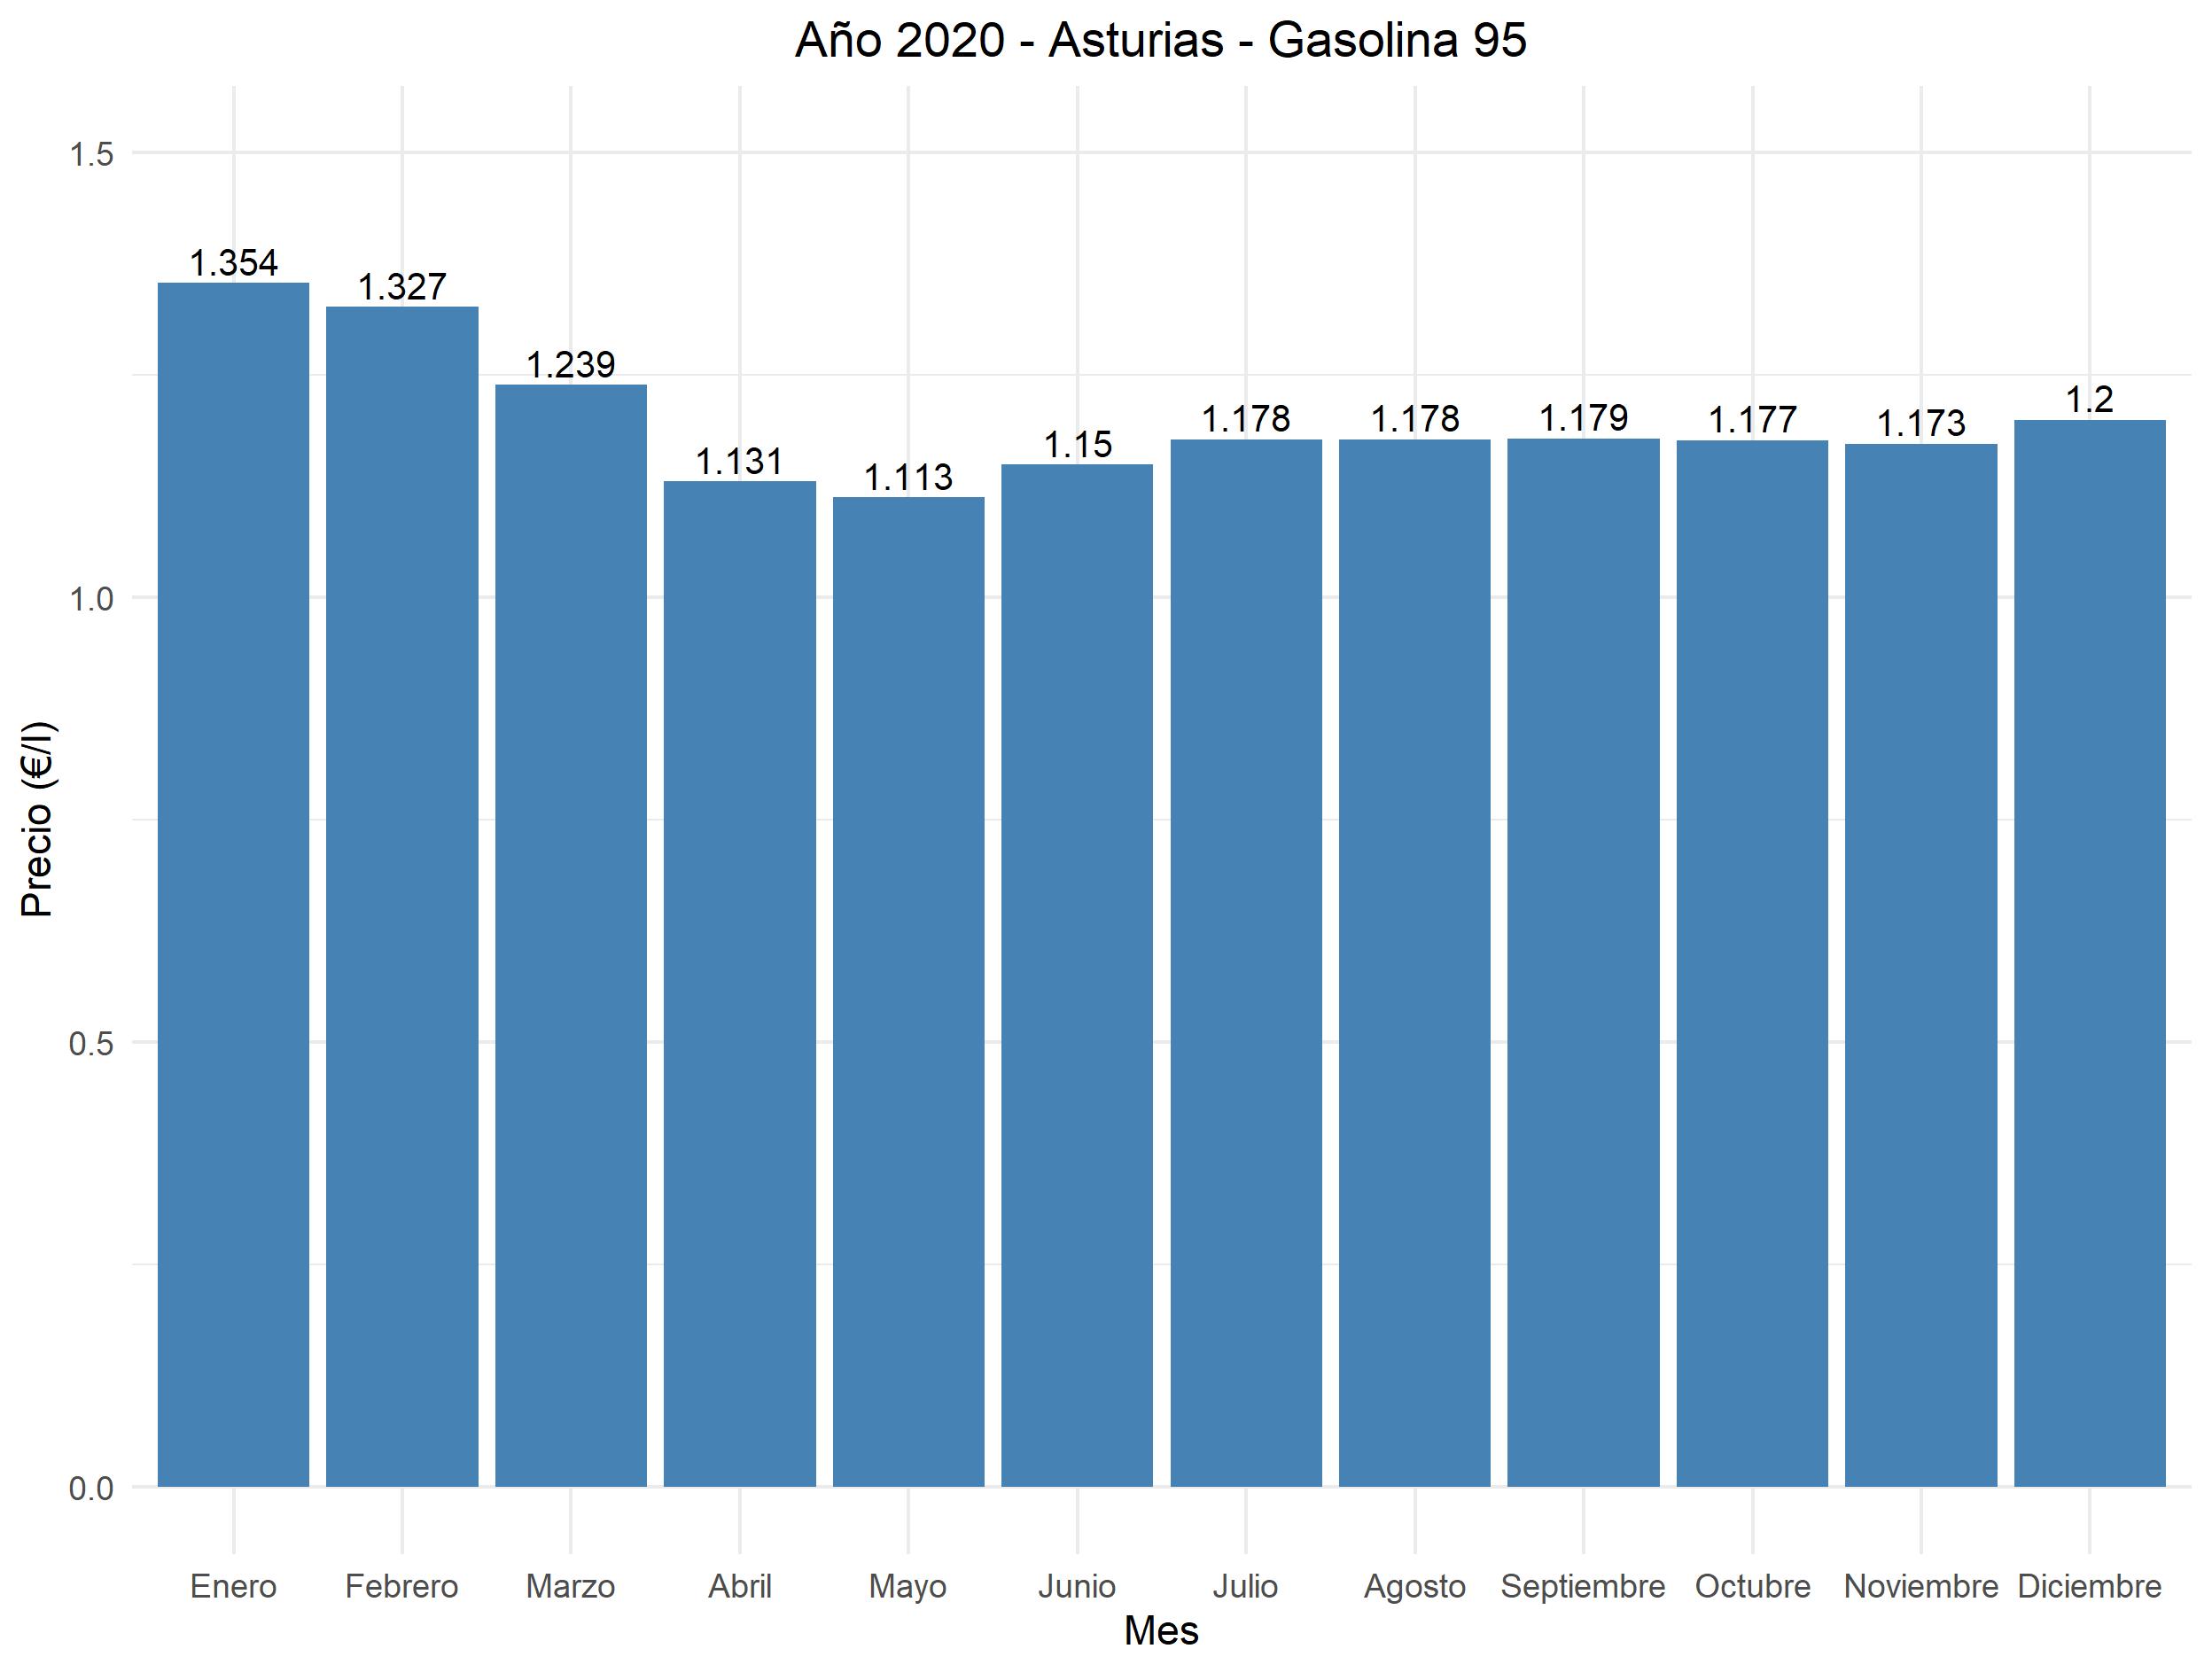 Año 2020 - Asturias - Gasolina 95
Precio (€/l)
1.5
1.0
0.5
0.0
1.354
1.327
1.239
1.131
1.113
1.15
1.178
1.178
1.179
1.177
1.173
1.2
Enero
Febrero
Marzo
Abril
Mayo
Junio
Julio
Agosto
Septiembre
Octubre
Noviembre
Diciembre
Mes